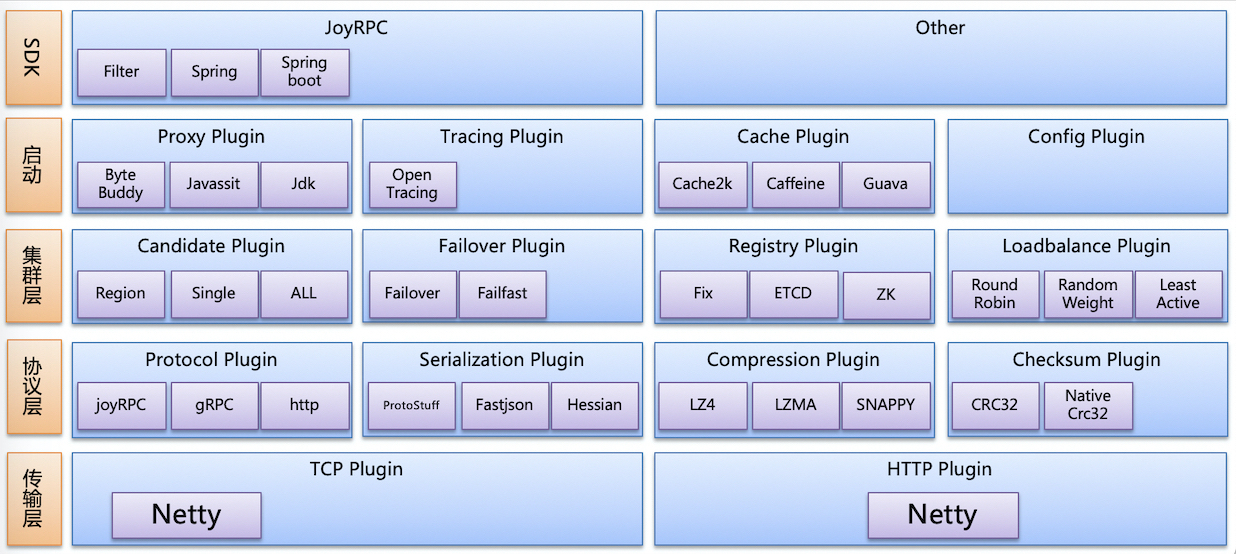 SDK
JoyRPC
Filter
Spring
Spring
boot
Other
启动
Proxy Plugin
Byte
Buddy
Javassit
Jdk
Tracing Plugin
Open
Tracing
Cache Plugin
Cache2k
Caffeine
Guava
Config Plugin
集群层
Candidate Plugin
Region
Single
ALL
Failover Plugin
Failover
Failfast
Registry Plugin
Fix
ETCD
ZK
Loadbalance Plugin
Round
Robin
Random
Weight
Least
Active
协议层
Protocol Plugin
joyRPC
gRPC
http
Serialization Plugin
ProtoStuff
Fastjson
Hessian
Compression Plugin
LZ4
LZMA
SNAPPY
Checksum Plugin
CRC32
Native
Crc32
传输层
TCP Plugin
Netty
HTTP Plugin
Netty